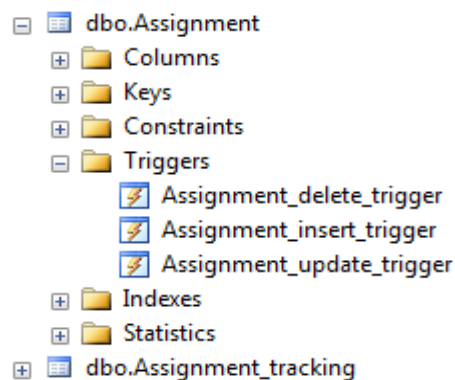 dbo.Assignment
Columns
Keys
Constraints
Triggers
Assignment_delete_trigger
Assignment_insert_trigger
Assignment_update_trigger
Indexes
Statistics
dbo.Assignment_tracking